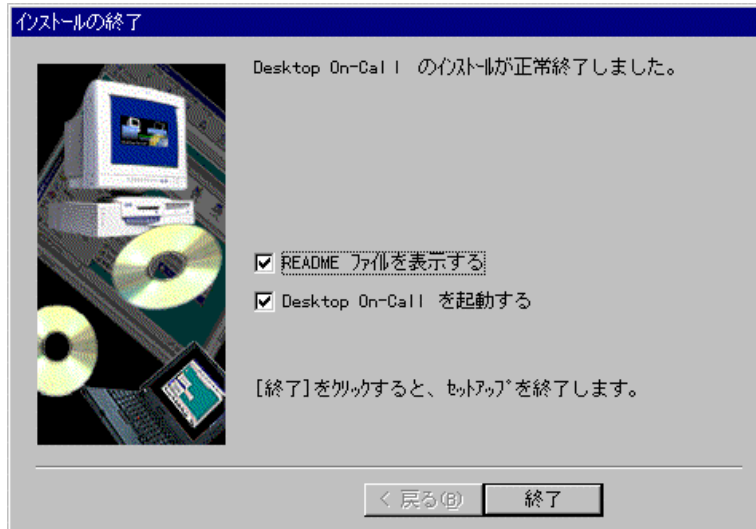 インストールの終了
Desktop On-Call のインストールが正常終了しました。
README ファイルを表示する
Desktop On-Call を起動する
[終了]をクリックすると、セットアップを終了します。
< 戻る(B)
終了